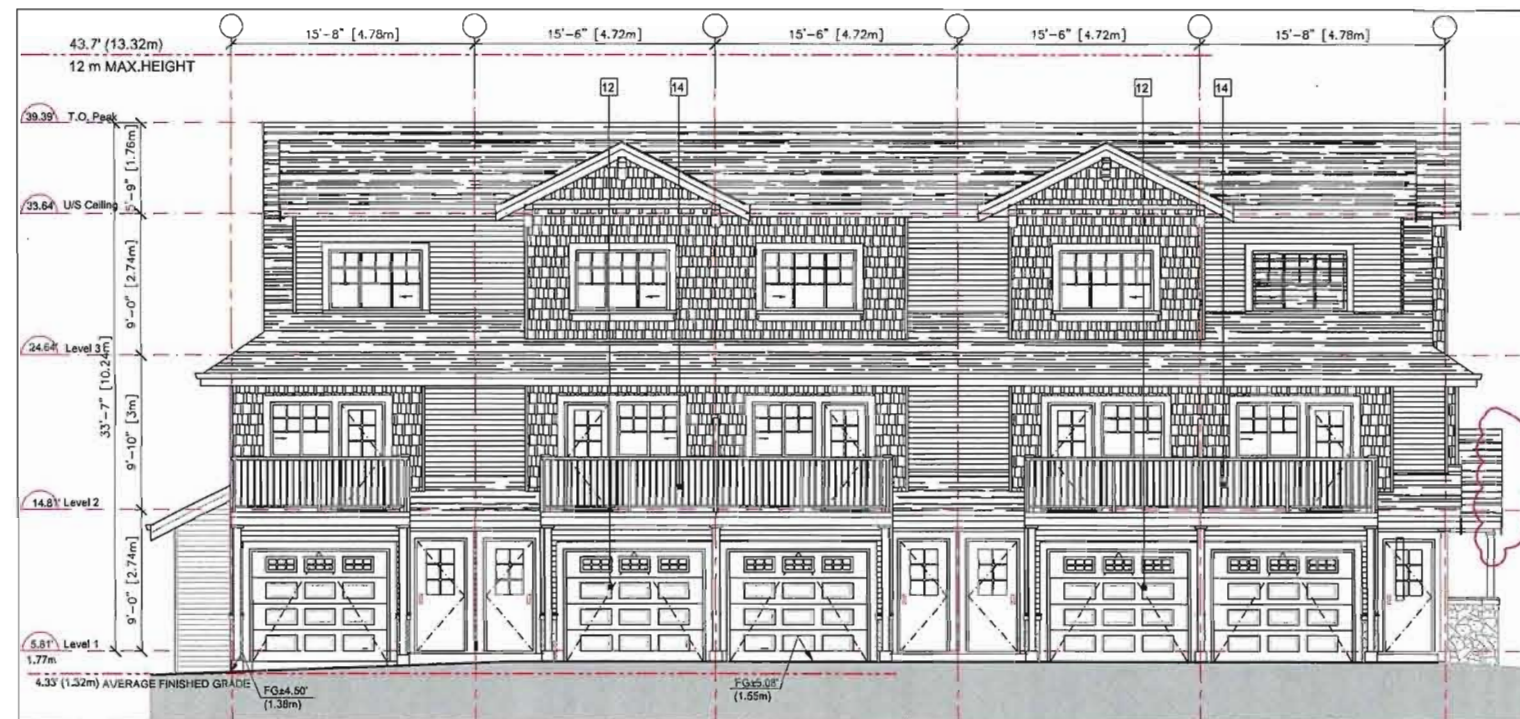 15'-8" [4.78m] 15'-6" [4.72m] 15'-6" [4.72m] 15'-6" [4.72m] 15'-8" [4.78m]
43.7' (13.32m)
12 m MAX.HEIGHT
12 14 12 14
39.39' T.O. Peak
5'-9" [1.76m]
33.64' U/S Ceiling
9'-0" [2.74m]
24.64' Level 3
33'-7" [10.24m]
9'-10" [3m]
14.81' Level 2
9'-0" [2.74m]
5.81' Level 1
1.77m
4.33' (1.32m) AVERAGE FINISHED GRADE
FG±4.50'
(1.38m)
FG±5.08'
(1.55m)